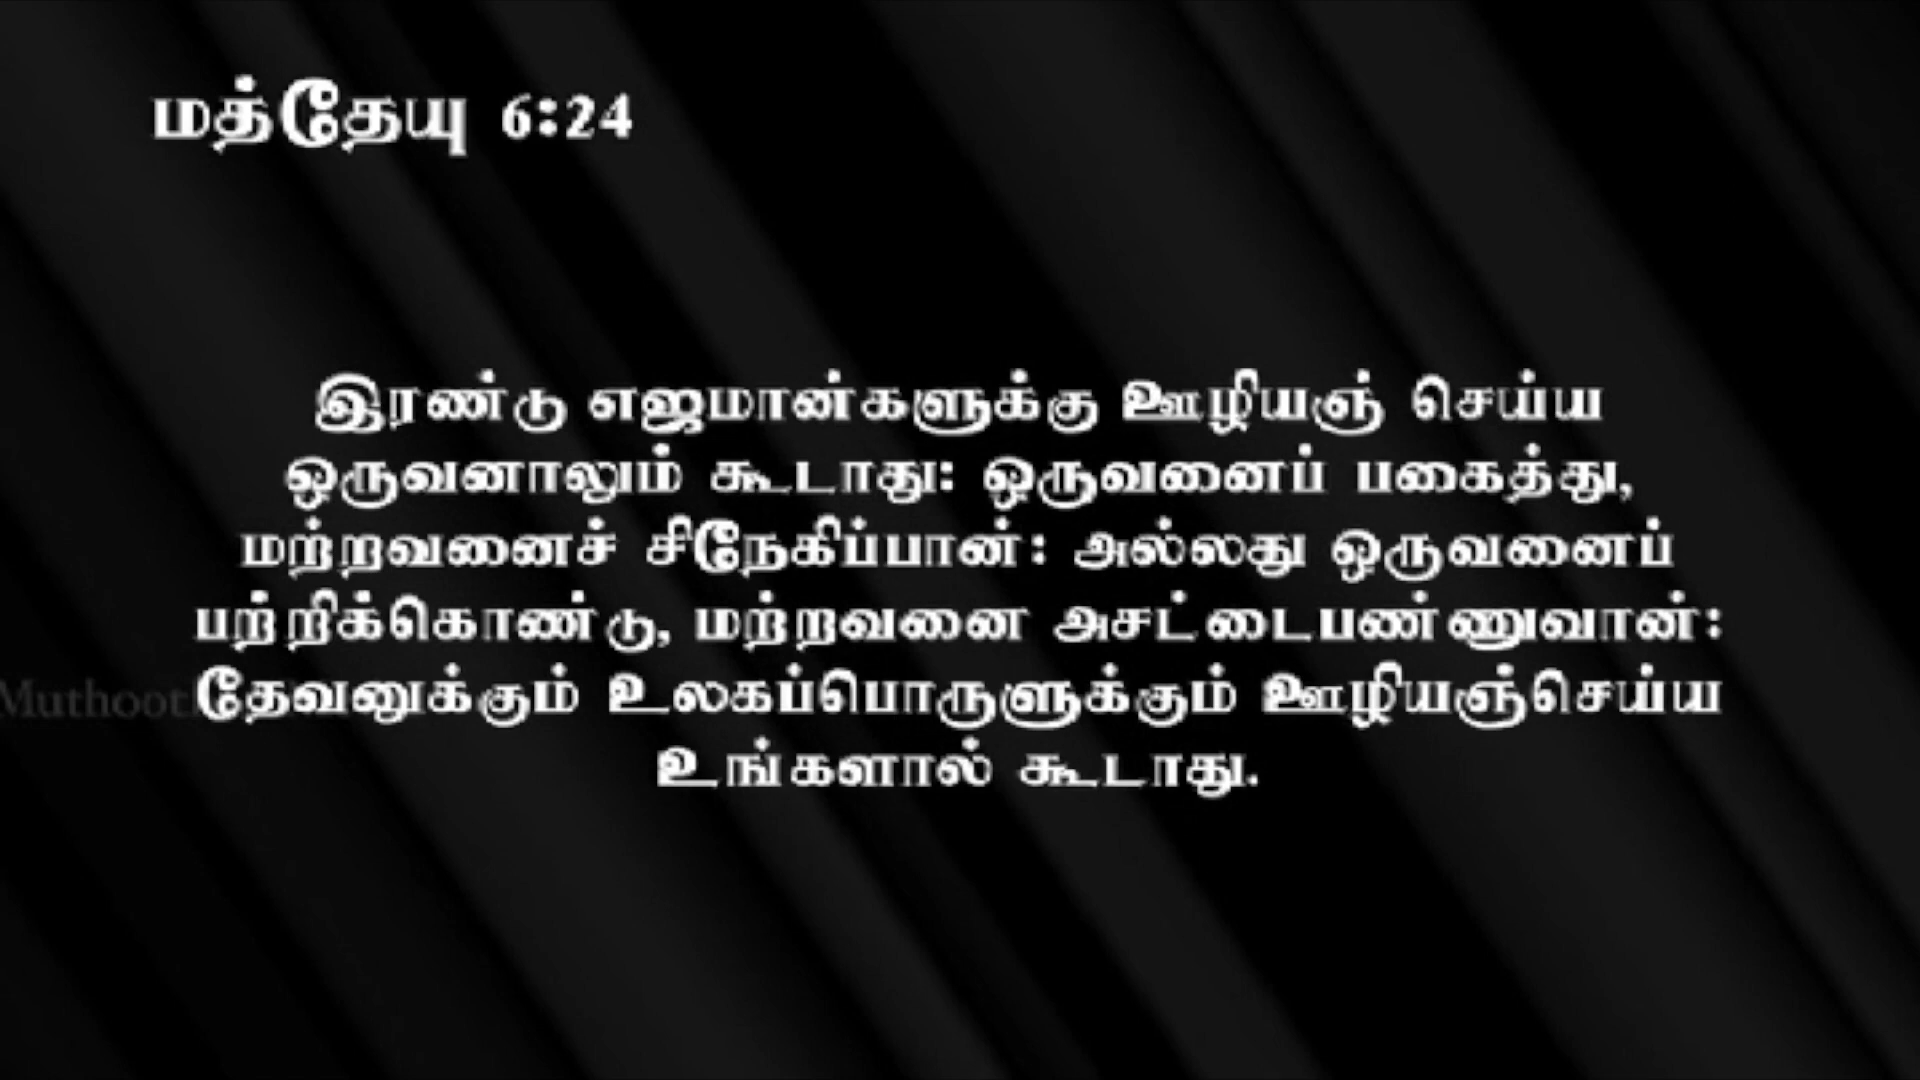 மத்தேயு 6:24
இரண்டு எஜமான்களுக்கு ஊழியஞ் செய்ய
ஒருவனாலும் கூடாது: ஒருவனைப் பகைத்து,
மற்றவனைச் சிநேகிப்பான்: அல்லது ஒருவனைப்
பற்றிக்கொண்டு, மற்றவனை அசட்டைபண்ணுவான்:
தேவனுக்கும் உலகப்பொருளுக்கும் ஊழியஞ்செய்ய
உங்களால் கூடாது.